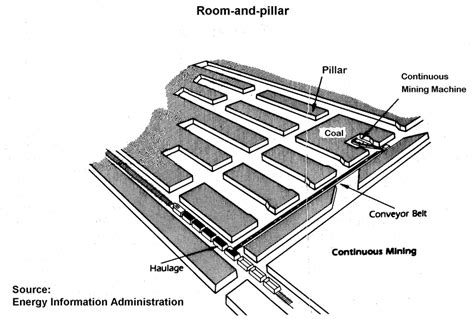 Room-and-pillar
Pillar
Continuous
Mining Machine
Coal
Conveyor Belt
Haulage
Continuous Mining
Source:
Energy Information Administration